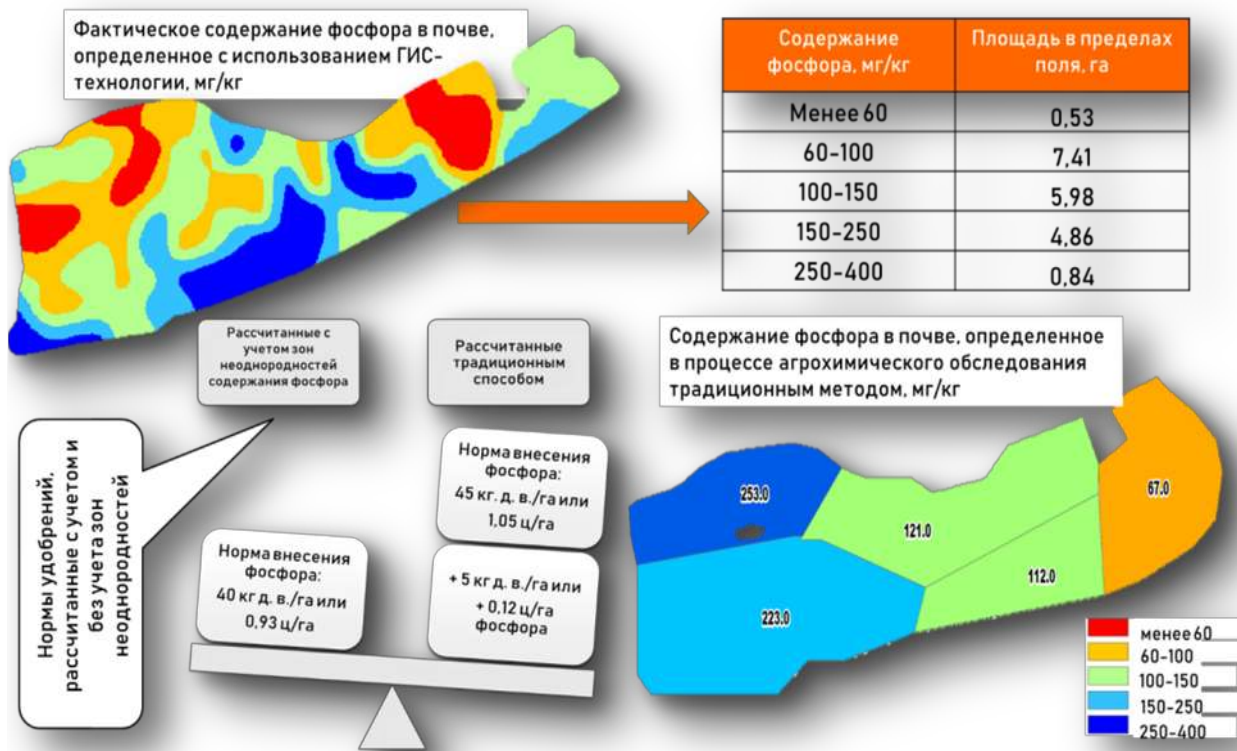 Фактическое содержание фосфора в почве,
определенное с использованием ГИС-
технологии, мг/кг
Содержание
фосфора, мг/кг
Площадь в пределах
поля, га
Менее 60
0,53
60-100
7,41
100-150
5,98
150-250
4,86
250-400
0,84
Рассчитанные с
учетом зон
неоднородностей
содержания фосфора
Рассчитанные
традиционным
способом
Содержание фосфора в почве, определенное
в процессе агрохимического обследования
традиционным методом, мг/кг
Нормы удобрений,
рассчитанные с учетом и
без учета зон
неоднородностей
Норма внесения
фосфора:
45 кг. д. в./га или
1,05 ц/га
Норма внесения
фосфора:
40 кг д. в./га или
0,93 ц/га
+ 5 кг д. в./га или
+ 0,12 ц/га
фосфора
253.0
121.0
67.0
112.0
223.0
менее 60
60-100
100-150
150-250
250-400